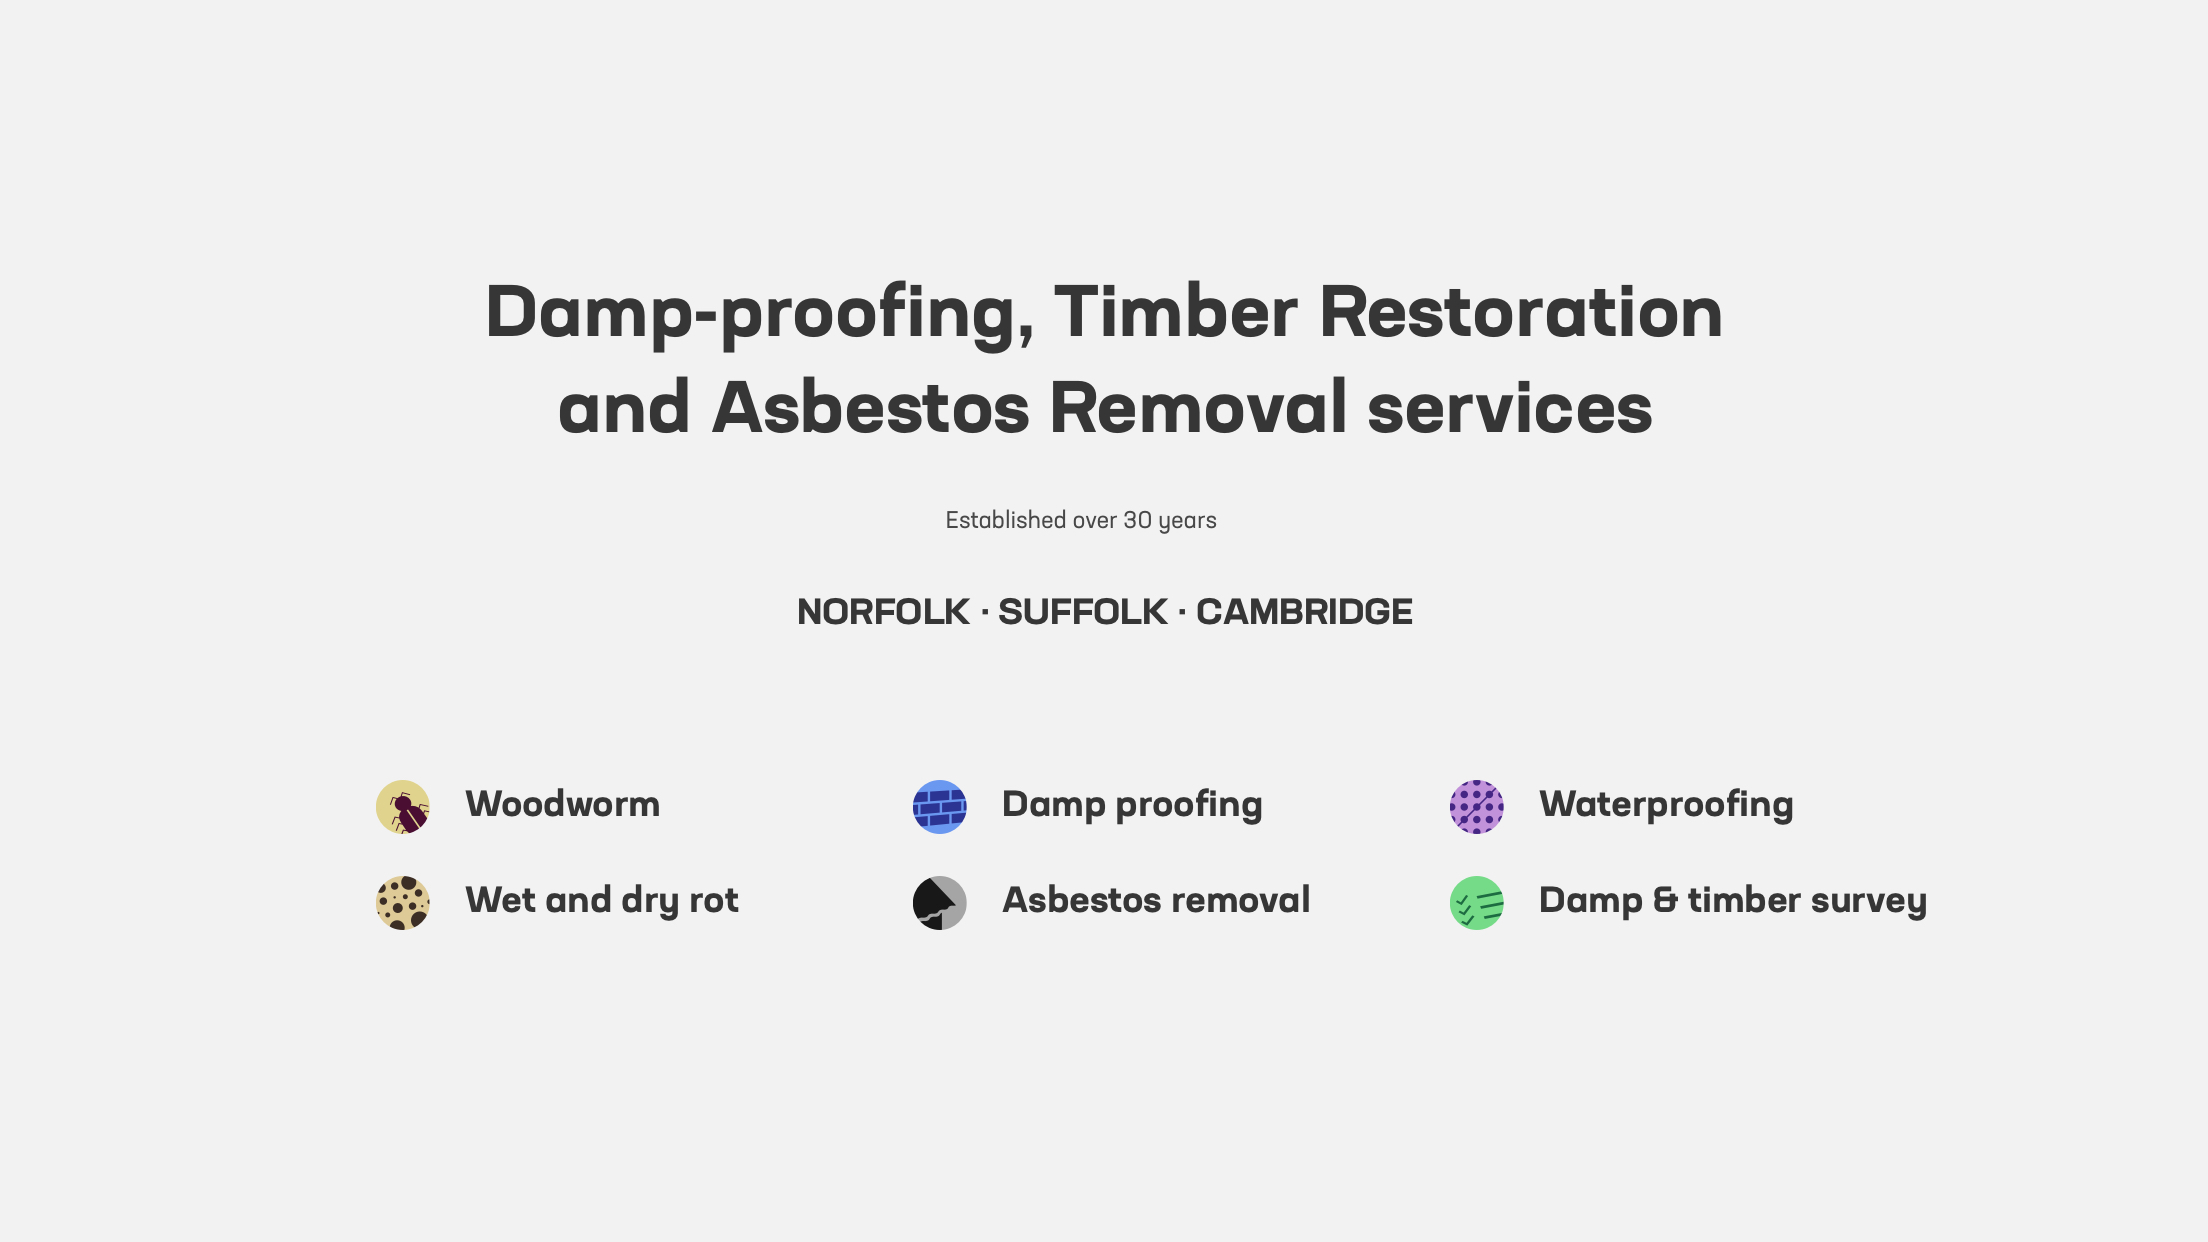 Damp-proofing, Timber Restoration
and Asbestos Removal services
Established over 30 years
NORFOLK · SUFFOLK · CAMBRIDGE
Woodworm
Damp proofing
Waterproofing
Wet and dry rot
Asbestos removal
Damp & timber survey